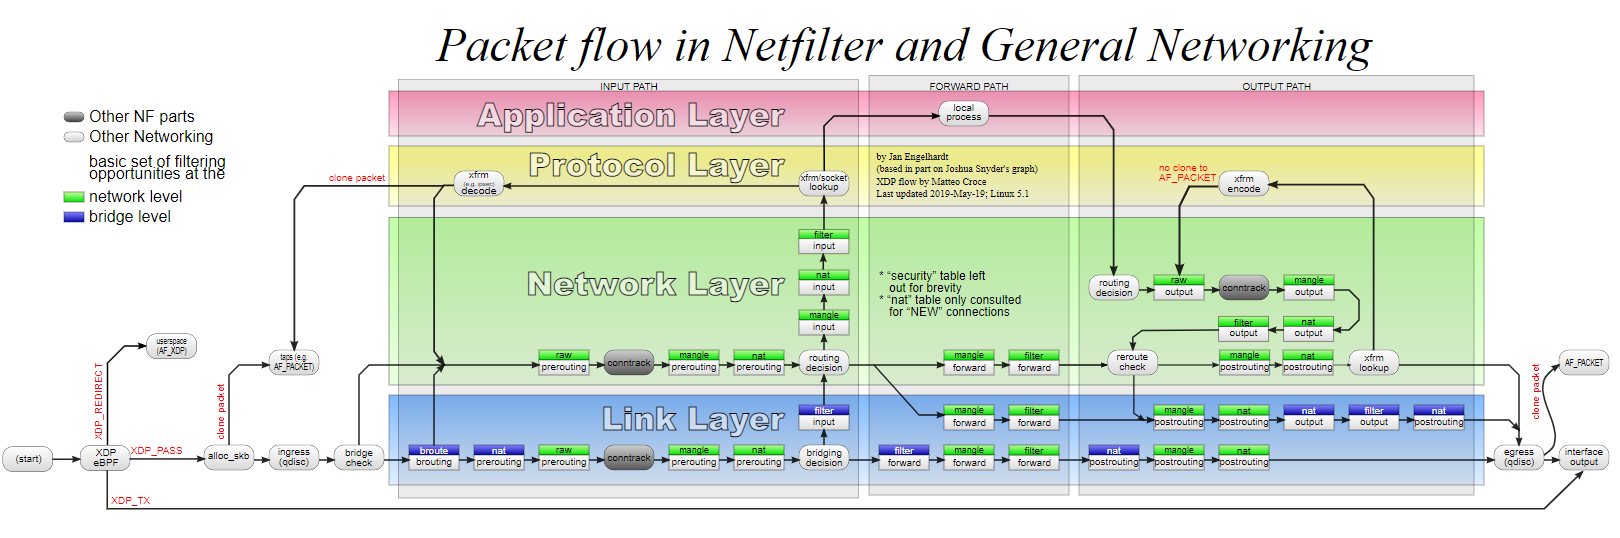 Packet flow in Netfilter and General Networking
INPUT PATH
FORWARD PATH
OUTPUT PATH
Other NF parts
Other Networking
basic set of filtering
opportunities at the
network level
bridge level
Application Layer
local
process
Protocol Layer
by Jan Engelhardt
(based in part on Joshua Snyder's graph)
XDP flow by Matteo Croce
Last updated 2019-May-19; Linux 5.1
clone packet
xfrm
(e.g. ipsec)
decode
xfrm/socket
lookup
no clone to
AF_PACKET
xfrm
encode
filter
input
nat
input
mangle
input
Network Layer
* “security” table left
out for brevity
* “nat” table only consulted
for “NEW” connections
routing
decision
raw
output
conntrack
mangle
output
filter
output
nat
output
userspace
(AF_XDP)
taps (e.g.
AF_PACKET)
raw
prerouting
conntrack
mangle
prerouting
nat
prerouting
routing
decision
mangle
forward
filter
forward
reroute
check
mangle
postrouting
nat
postrouting
xfrm
lookup
AF_PACKET
XDP_REDIRECT
clone packet
clone packet
Link Layer
filter
input
mangle
forward
filter
forward
mangle
postrouting
nat
postrouting
nat
output
filter
output
nat
postrouting
(start)
XDP
eBPF
XDP_PASS
alloc_skb
ingress
(qdisc)
bridge
check
broute
brouting
nat
prerouting
raw
prerouting
conntrack
mangle
prerouting
nat
prerouting
bridging
decision
filter
forward
mangle
forward
filter
forward
nat
postrouting
mangle
postrouting
nat
postrouting
egress
(qdisc)
interface
output
XDP_TX